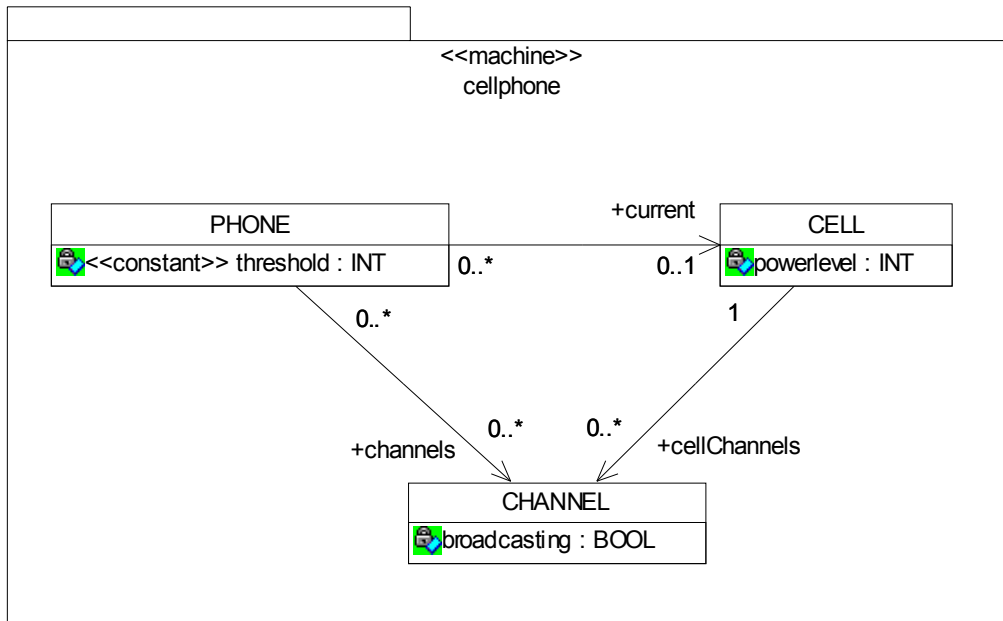 <<machine>>
cellphone
+current
PHONE
CELL
<<constant>> threshold : INT
0..*
0..1
powerlevel : INT
0..*
1
0..*
0..*
+channels
+cellChannels
CHANNEL
broadcasting : BOOL